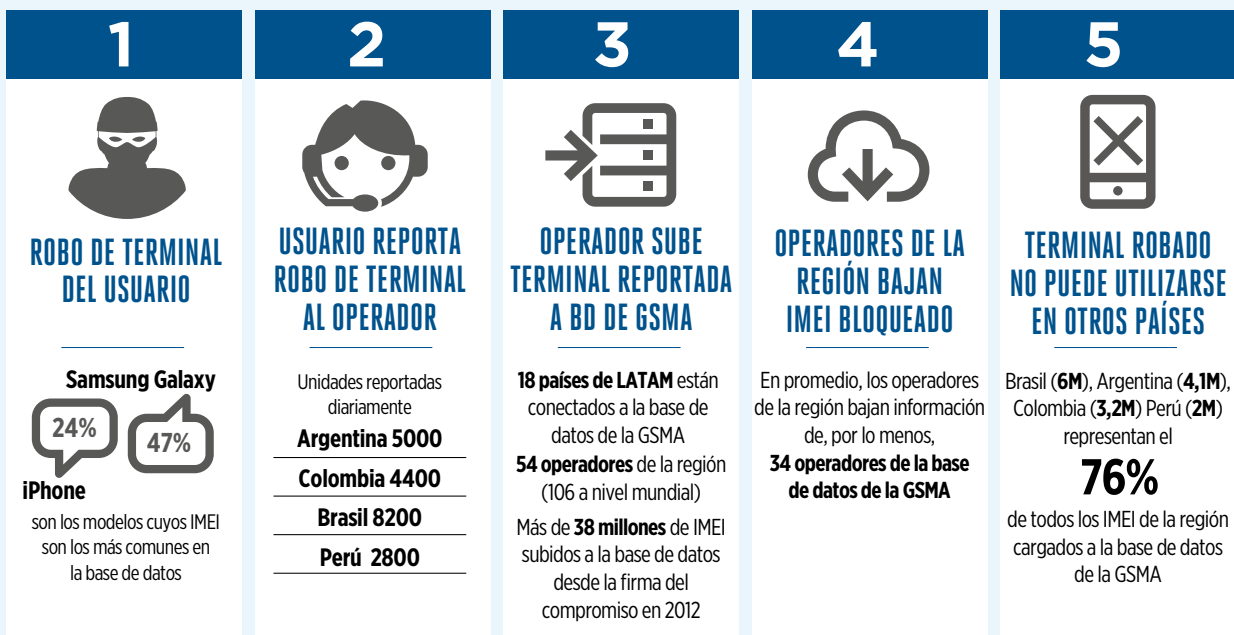 1
ROBO DE TERMINAL
DEL USUARIO
Samsung Galaxy
24%
47%
iPhone
son los modelos cuyos IMEI
son los más comunes en
la base de datos
2
USUARIO REPORTA
ROBO DE TERMINAL
AL OPERADOR
Unidades reportadas
diariamente
Argentina 5000
Colombia 4400
Brasil 8200
Perú 2800
3
OPERADOR SUBE
TERMINAL REPORTADA
A BD DE GSMA
18 países de LATAM están
conectados a la base de
datos de la GSMA
54 operadores de la región
(106 a nivel mundial)
Más de 38 millones de IMEI
subidos a la base de datos
desde la firma del
compromiso en 2012
4
OPERADORES DE LA
REGIÓN BAJAN
IMEI BLOQUEADO
En promedio, los operadores
de la región bajan información
de, por lo menos,
34 operadores de la base
de datos de la GSMA
5
TERMINAL ROBADO
NO PUEDE UTILIZARSE
EN OTROS PAÍSES
Brasil (6M), Argentina (4,1M),
Colombia (3,2M) Perú (2M)
representan el
76%
de todos los IMEI de la región
cargados a la base de datos
de la GSMA